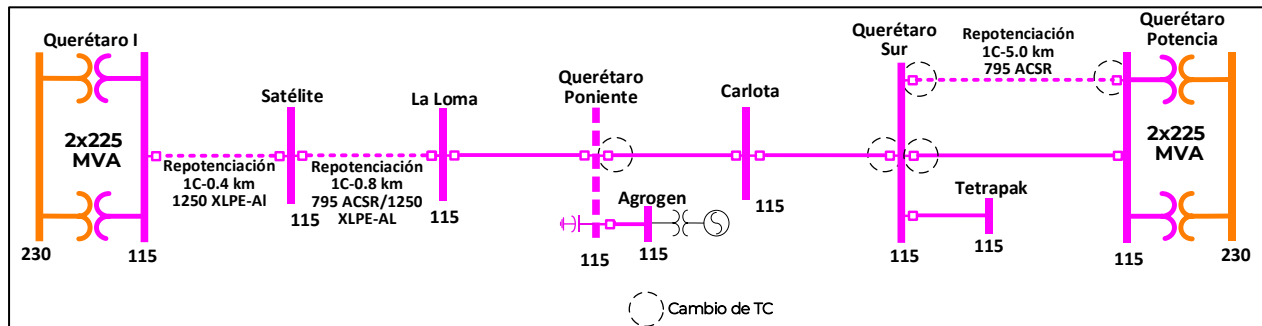 Querétaro I
2x225
MVA
230
115
Repotenciación
1C-0.4 km
1250 XLPE-Al
Satélite
115
Repotenciación
1C-0.8 km
795 ACSR/1250
XLPE-AL
La Loma
115
Querétaro
Poniente
115
Agrogen
115
Carlota
115
Querétaro
Sur
115
Tetrapak
115
Repotenciación
1C-5.0 km
795 ACSR
Querétaro
Potencia
2x225
MVA
115
230
Cambio de TC